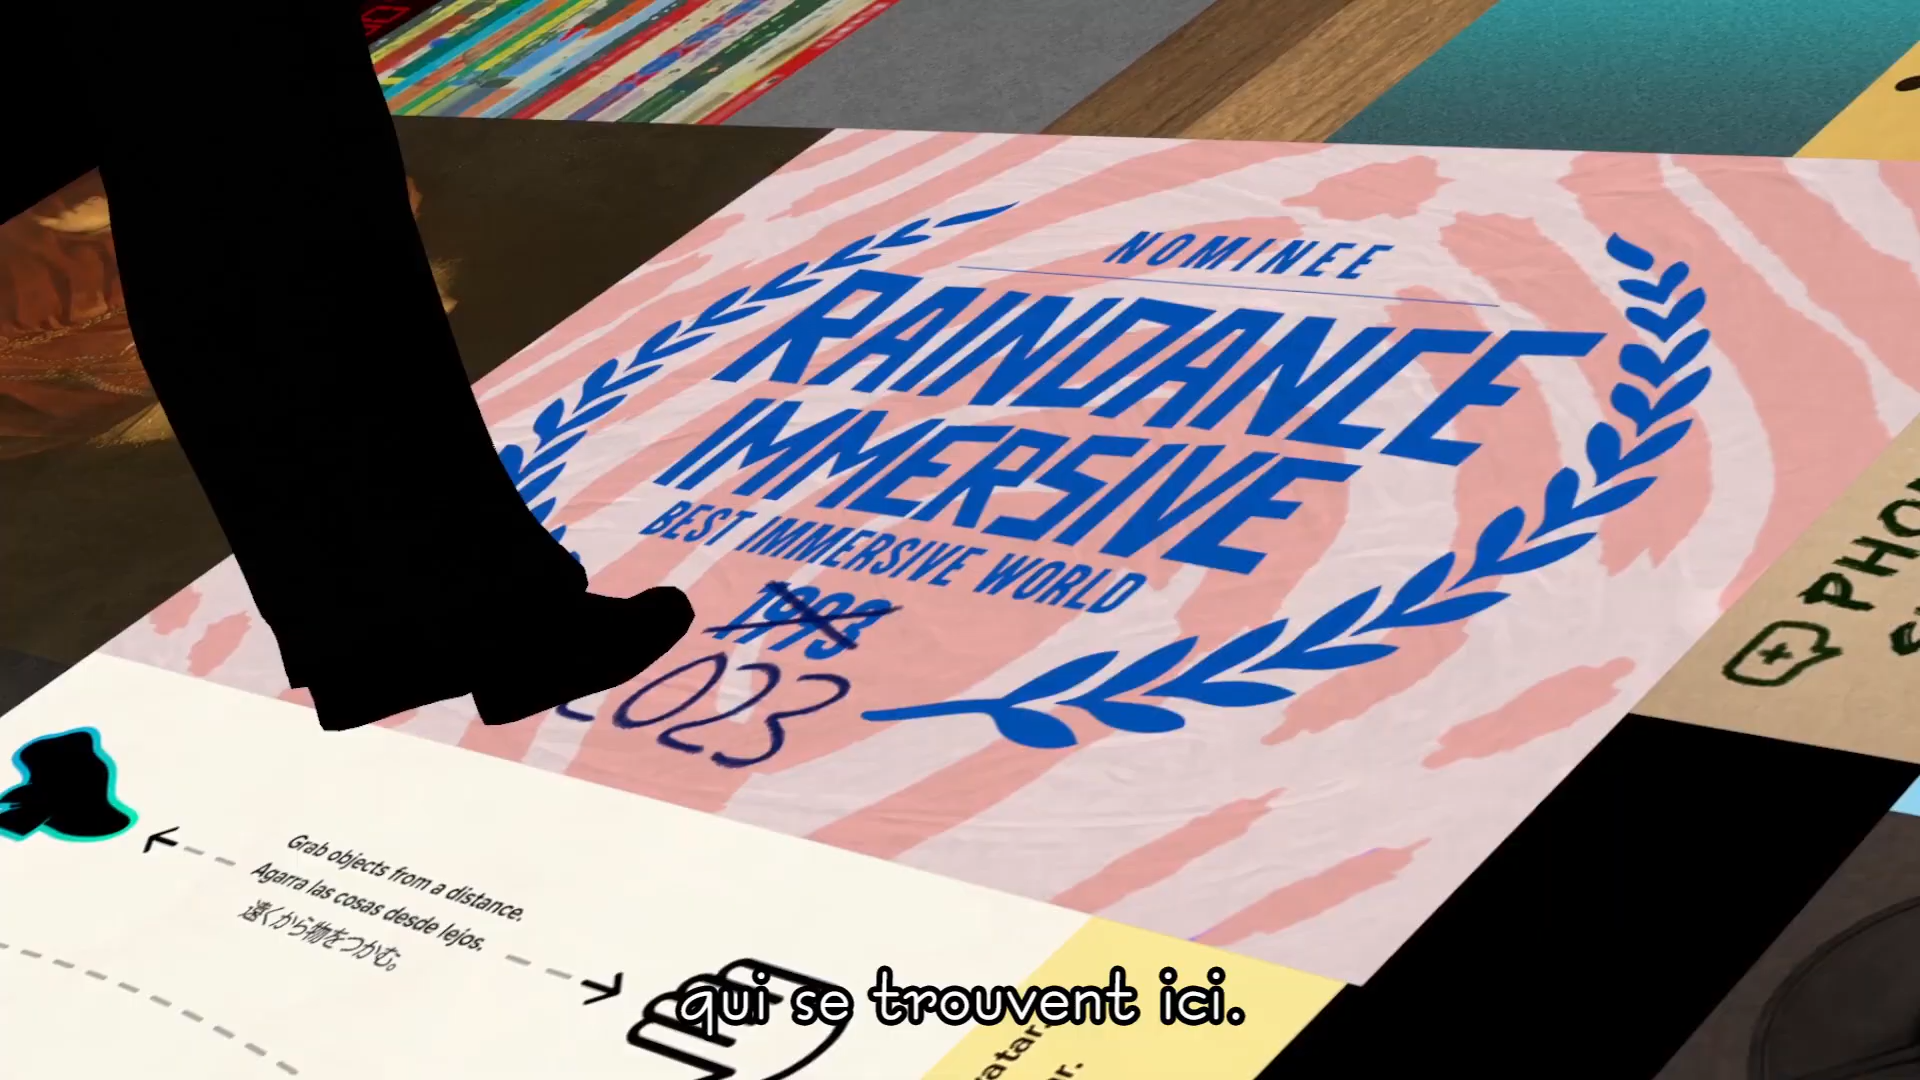 NOMINEE
RAINDANCE
IMMERSIVE
BEST IMMERSIVE WORLD
1993
2023
Grab objects from a distance.
Agarra las cosas desde lejos.
遠くから物をつかむ。
qui se trouvent ici.